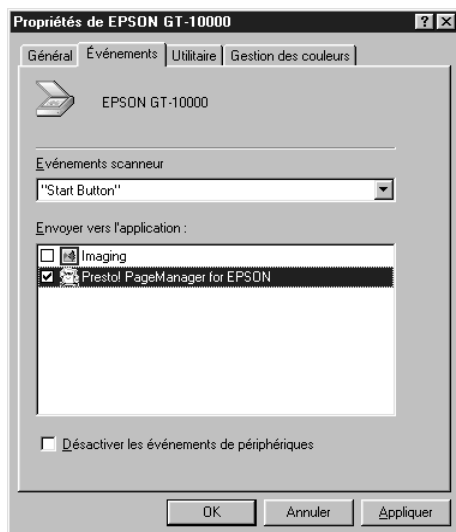 Propriétés de EPSON GT-10000
Général Événements Utilitaire Gestion des couleurs
EPSON GT-10000
Evénements scanneur
"Start Button"
Envoyer vers l'application :
Imaging
Presto! PageManager for EPSON
Désactiver les événements de périphériques
OK Annuler Appliquer